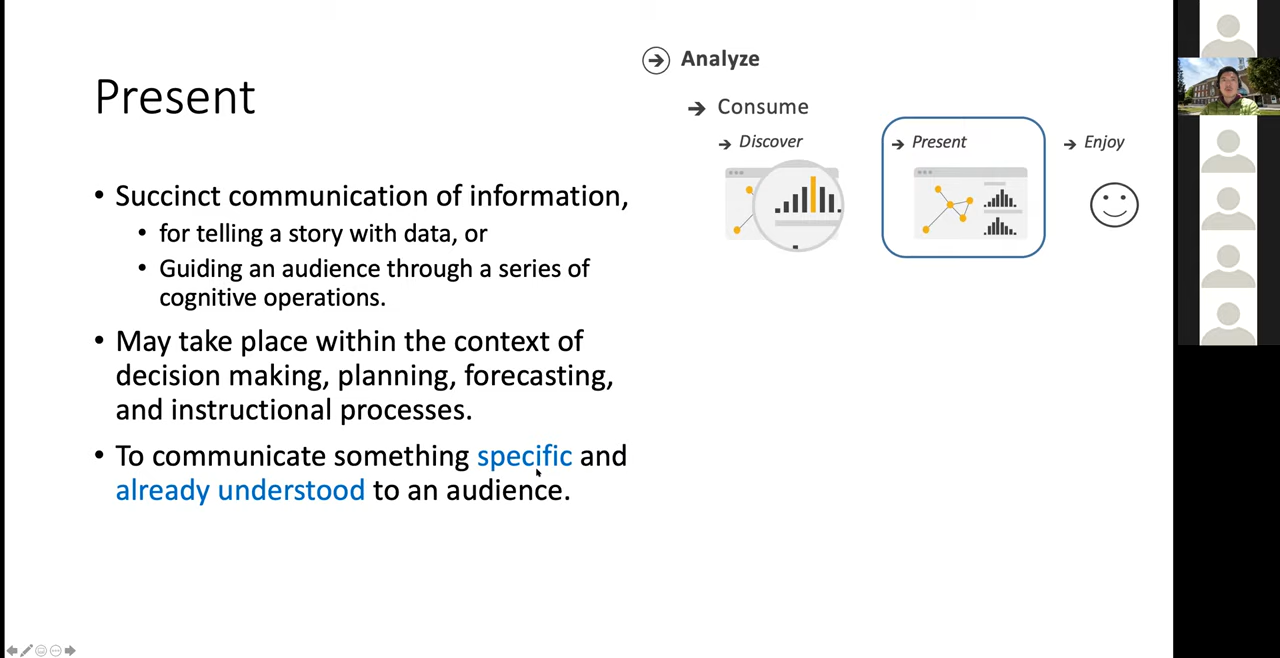 Present
• Succinct communication of information,
• for telling a story with data, or
• Guiding an audience through a series of
cognitive operations.
• May take place within the context of
decision making, planning, forecasting,
and instructional processes.
• To communicate something specific and
already understood to an audience.
Analyze
Consume
Discover
Present
Enjoy